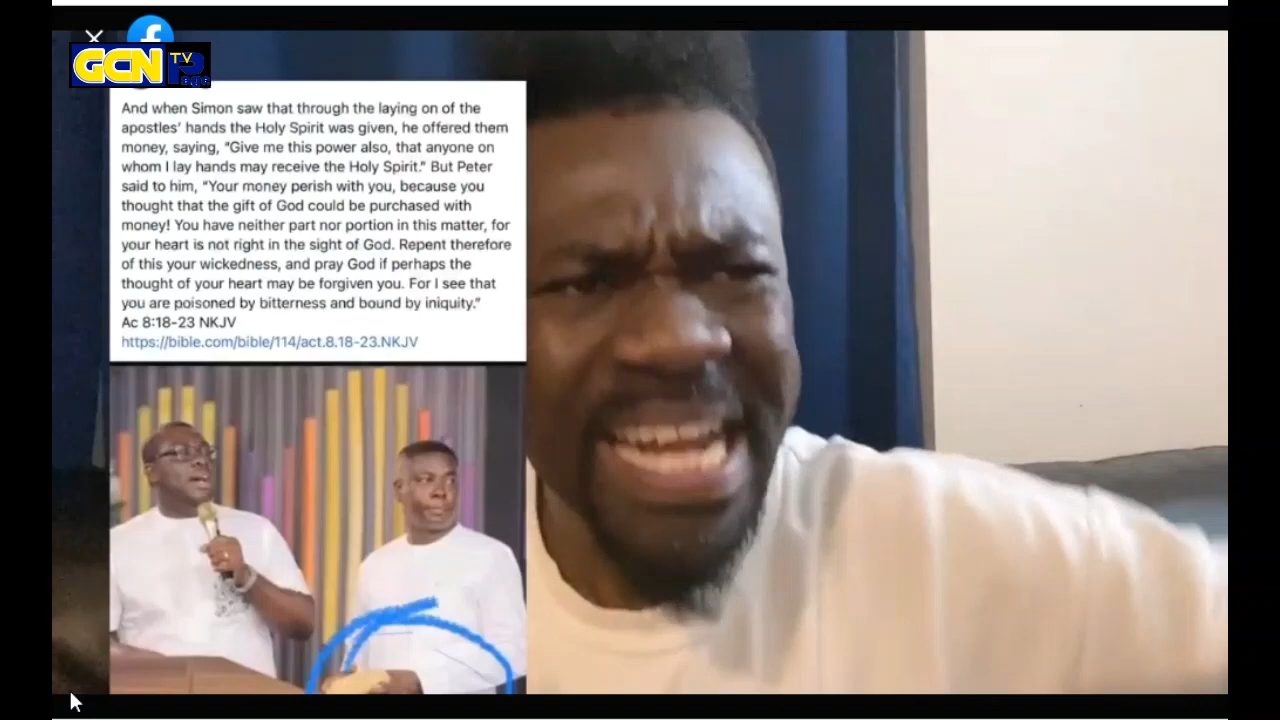 GCN TV
And when Simon saw that through the laying on of the
apostles' hands the Holy Spirit was given, he offered them
money, saying, "Give me this power also, that anyone on
whom I lay hands may receive the Holy Spirit." But Peter
said to him, "Your money perish with you, because you
thought that the gift of God could be purchased with
money! You have neither part nor portion in this matter, for
your heart is not right in the sight of God. Repent therefore
of this your wickedness, and pray God if perhaps the
thought of your heart may be forgiven you. For I see that
you are poisoned by bitterness and bound by iniquity."
Ac 8:18-23 NKJV
https://bible.com/bible/114/act.8.18-23.NKJV